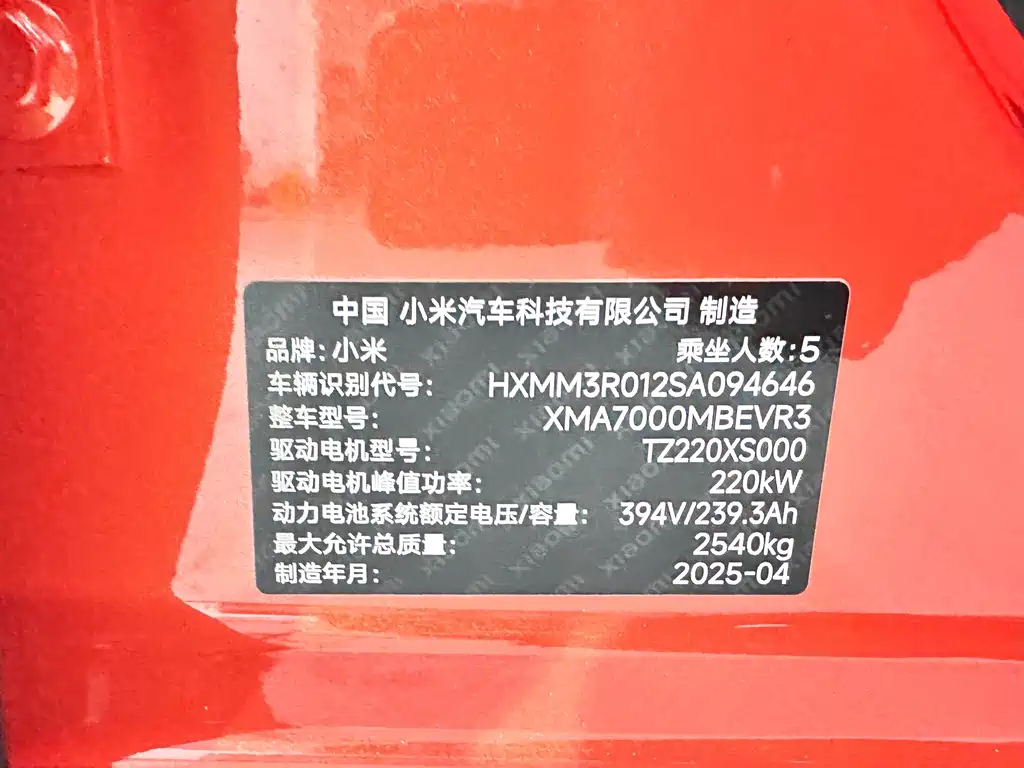 中国 小米汽车科技有限公司 制造
品牌:小米 乘坐人数:5
车辆识别代号: HXMM3R012SA094646
整车型号: XMA7000MBEVR3
驱动电机型号: TZ220XS000
驱动电机峰值功率: 220kW
动力电池系统额定电压/容量: 394V/239.3Ah
最大允许总质量: 2540kg
制造年月: 2025-04